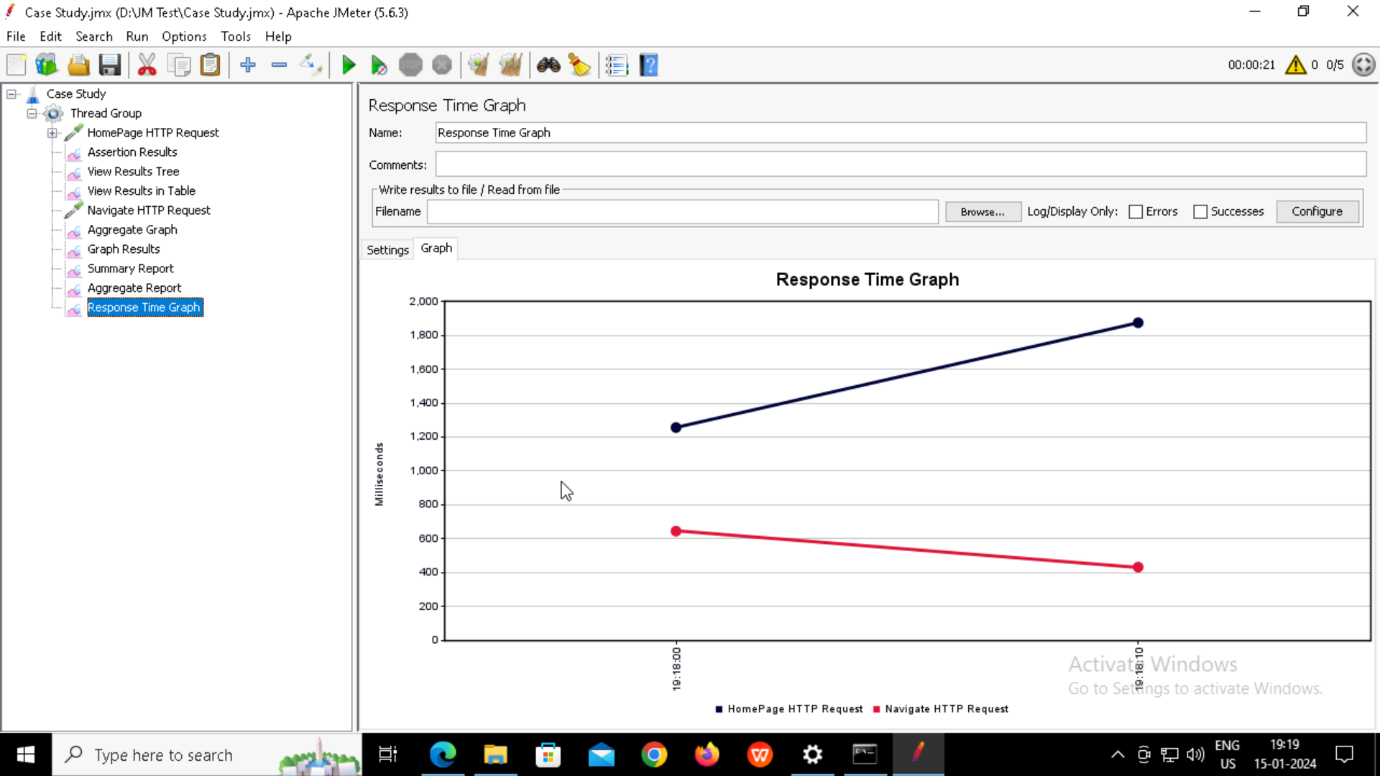 Case Study.jmx (D:\JM Test\Case Study.jmx) - Apache JMeter (5.6.3)
File Edit Search Run Options Tools Help
00:00:21 0 0/5
Case Study
Thread Group
HomePage HTTP Request
Assertion Results
View Results Tree
View Results in Table
Navigate HTTP Request
Aggregate Graph
Graph Results
Summary Report
Aggregate Report
Response Time Graph
Response Time Graph
Name: Response Time Graph
Comments:
Write results to file / Read from file
Filename Browse... Log/Display Only: Errors Successes Configure
Settings Graph
Response Time Graph
2,000
1,800
1,600
1,400
1,200
1,000
800
600
400
200
0
Milliseconds
19:18:00
19:18:10
HomePage HTTP Request Navigate HTTP Request
Activate Windows
Go to Settings to activate Windows.
Type here to search
ENG
US
19:19
15-01-2024